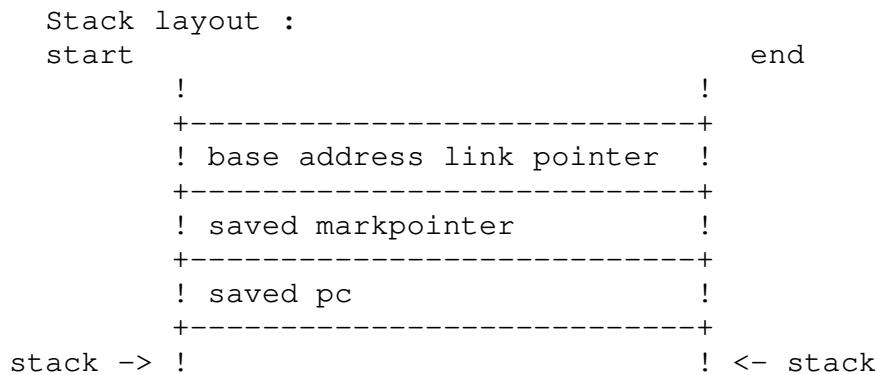 Stack layout :
start                                  end
!                            !
+----------------------------+
! base address link pointer  !
+----------------------------+
! saved markpointer          !
+----------------------------+
! saved pc                   !
+----------------------------+
stack -> !                            ! <- stack